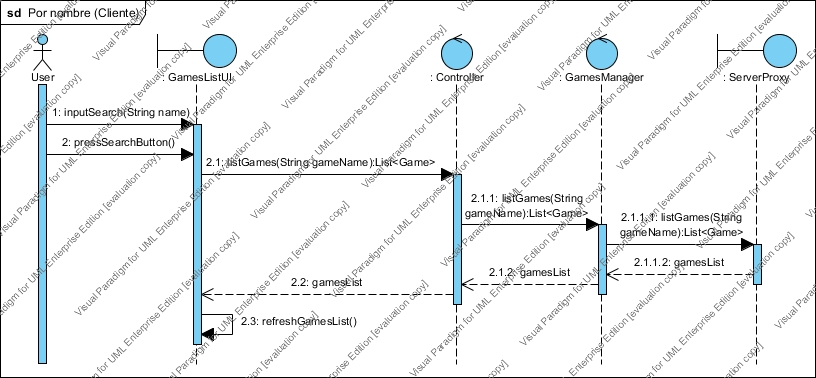 sd Por nombre (Cliente)
User
: GamesListUI
: Controller
: GamesManager
: ServerProxy
1: inputSearch(String name)
2: pressSearchButton()
2.1: listGames(String gameName):List<Game>
2.1.1: listGames(String
gameName):List<Game>
2.1.1.1: listGames(String
gameName):List<Game>
2.1.1.2: gamesList
2.1.2: gamesList
2.2: gamesList
2.3: refreshGamesList()
Visual Paradigm for UML Enterprise Edition [evaluation copy]